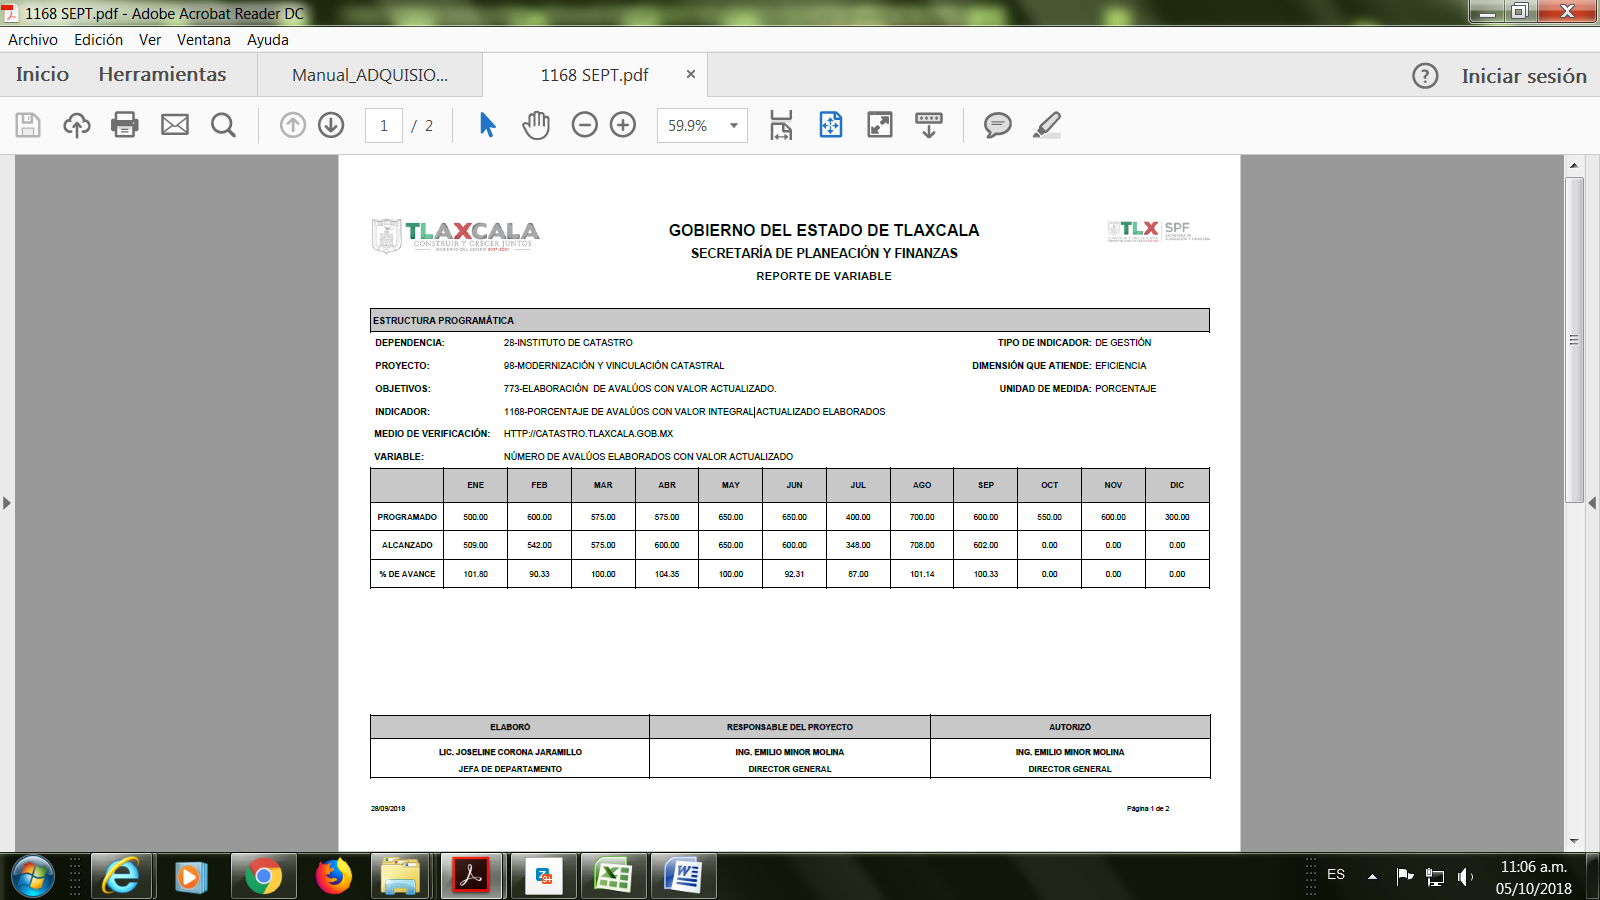 1168 SEPT.pdf - Adobe Acrobat Reader DC
Archivo Edición Ver Ventana Ayuda
Inicio Herramientas Manual_ADQUISIO... 1168 SEPT.pdf × ? Iniciar sesión
1 / 2 59.9%
TLAXCALA
CONSTRUIR Y CRECER JUNTOS
GOBIERNO DEL ESTADO 2017-2021
GOBIERNO DEL ESTADO DE TLAXCALA
SECRETARÍA DE PLANEACIÓN Y FINANZAS
REPORTE DE VARIABLE
TLX SPF
ESTRUCTURA PROGRAMÁTICA
DEPENDENCIA: 28-INSTITUTO DE CATASTRO TIPO DE INDICADOR: DE GESTIÓN
PROYECTO: 98-MODERNIZACIÓN Y VINCULACIÓN CATASTRAL DIMENSIÓN QUE ATIENDE: EFICIENCIA
OBJETIVOS: 773-ELABORACIÓN DE AVALÚOS CON VALOR ACTUALIZADO. UNIDAD DE MEDIDA: PORCENTAJE
INDICADOR: 1168-PORCENTAJE DE AVALÚOS CON VALOR INTEGRAL ACTUALIZADO ELABORADOS
MEDIO DE VERIFICACIÓN: HTTP://CATASTRO.TLAXCALA.GOB.MX
VARIABLE: NÚMERO DE AVALÚOS ELABORADOS CON VALOR ACTUALIZADO
ENE FEB MAR ABR MAY JUN JUL AGO SEP OCT NOV DIC
PROGRAMADO 500.00 600.00 575.00 575.00 650.00 650.00 400.00 700.00 600.00 550.00 600.00 300.00
ALCANZADO 509.00 542.00 575.00 600.00 650.00 600.00 348.00 708.00 602.00 0.00 0.00 0.00
% DE AVANCE 101.80 90.33 100.00 104.35 100.00 92.31 87.00 101.14 100.33 0.00 0.00 0.00
ELABORÓ RESPONSABLE DEL PROYECTO AUTORIZÓ
LIC. JOSELINE CORONA JARAMILLO ING. EMILIO MINOR MOLINA ING. EMILIO MINOR MOLINA
JEFA DE DEPARTAMENTO DIRECTOR GENERAL DIRECTOR GENERAL
28/09/2018 Página 1 de 2
ES 11:06 a.m.
05/10/2018